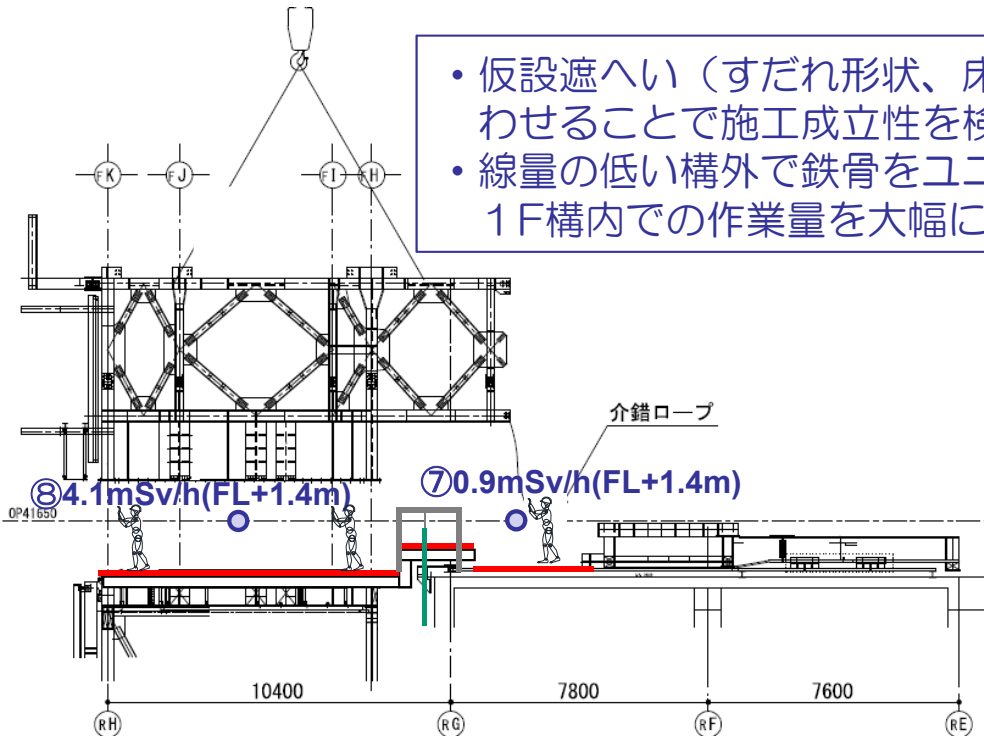 • 仮設遮へい（すだれ形状、床
わせることで施工成立性を検
• 線量の低い構外で鉄骨をユニ
１F構内での作業量を大幅に
FK FJ FI FH
介錯ロープ
⑧4.1mSv/h(FL+1.4m)
⑦0.9mSv/h(FL+1.4m)
OP41650
10400 7800 7600
RH RG RF RE